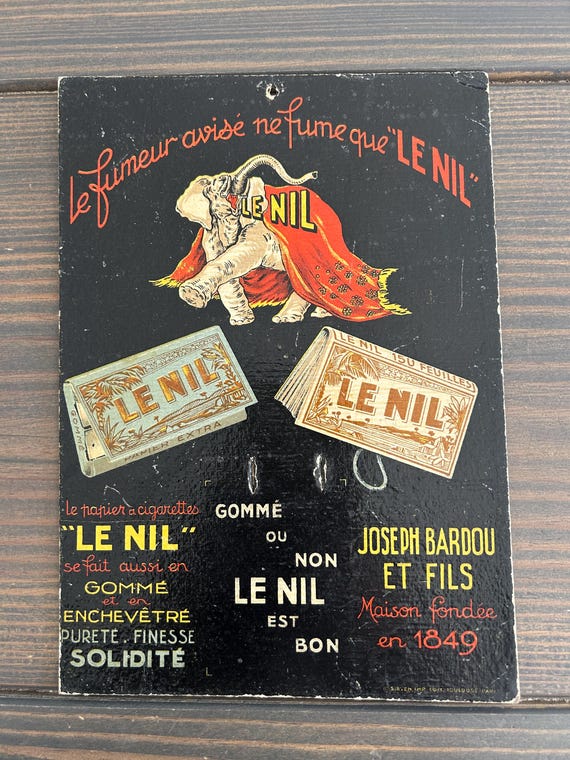 Le fumeur avisé ne fume que "LE NIL"
LE NIL
LE NIL
PAPIER EXTRA
GOMMÉ
LE NIL 150 FEUILLES
LE NIL
Le papier à cigarettes
"LE NIL"
se fait aussi en
GOMMÉ
et en
ENCHEVÊTRÉ
PURETÉ. FINESSE
SOLIDITÉ
GOMMÉ
OU
NON
LE NIL
EST
BON
JOSEPH BARDOU
ET FILS
Maison fondée
en 1849